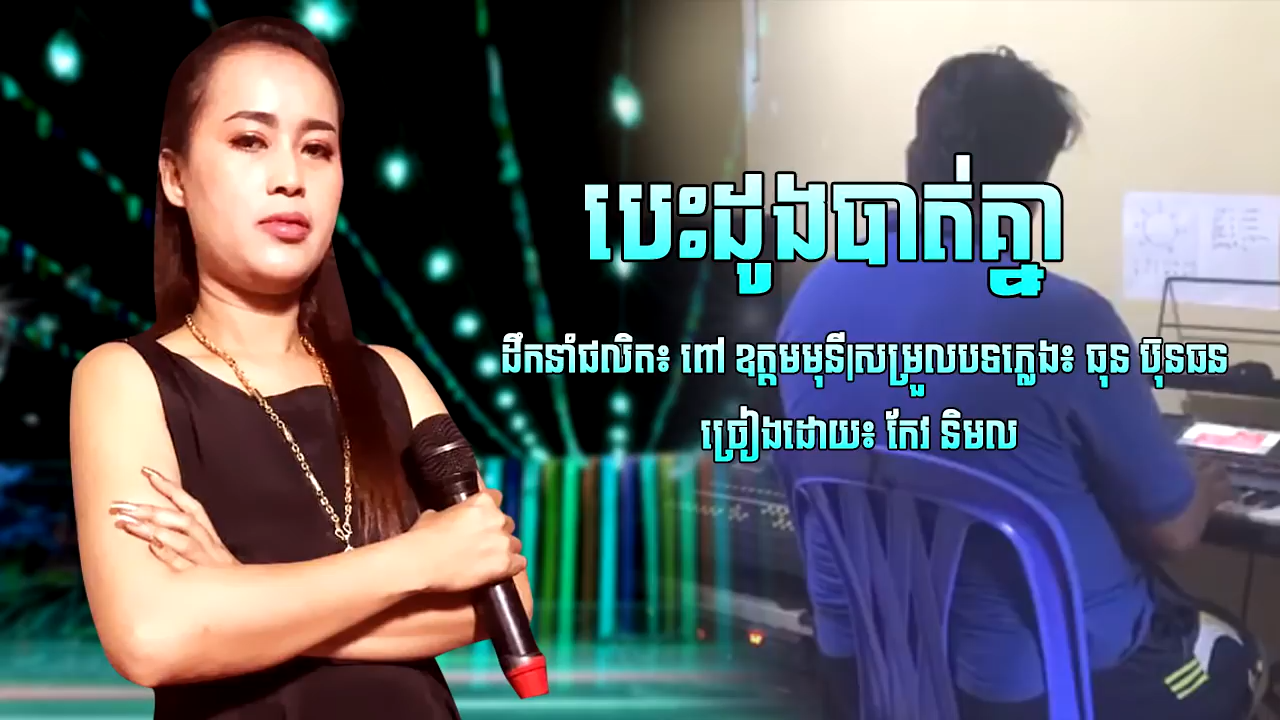 បេះដូងបាត់គ្នា
ដឹកនាំផលិត៖ ពៅ ឧត្តមមុនី|សម្រួលបទភ្លេង៖ ធុន ប៊ុនធន
ច្រៀងដោយ៖ កែវ និមល